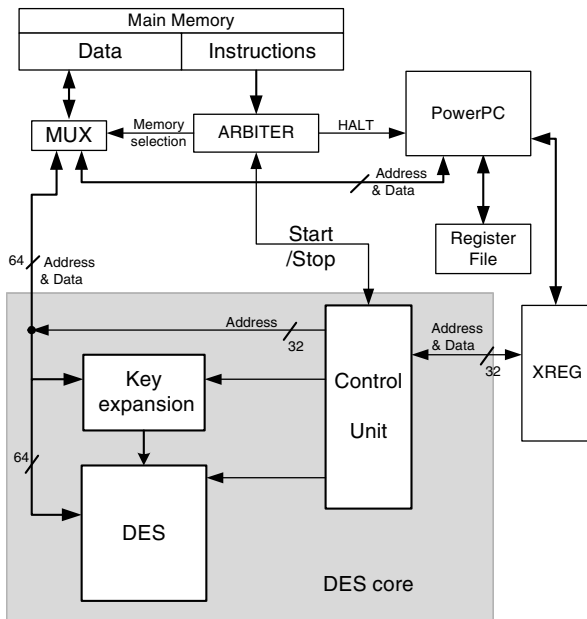 Main Memory
Data
Instructions
MUX
Memory
selection
ARBITER
HALT
PowerPC
Address
& Data
Register
File
Start
/Stop
64
Address
& Data
Address
32
Control
Unit
Address
& Data
32
XREG
Key
expansion
64
DES
DES core